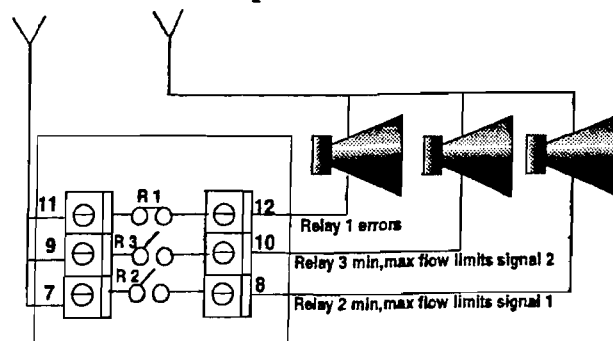 11 R 1 12
Relay 1 errors
9 R 3 10
Relay 3 min,max flow limits signal 2
7 R 2 8
Relay 2 min,max flow limits signal 1